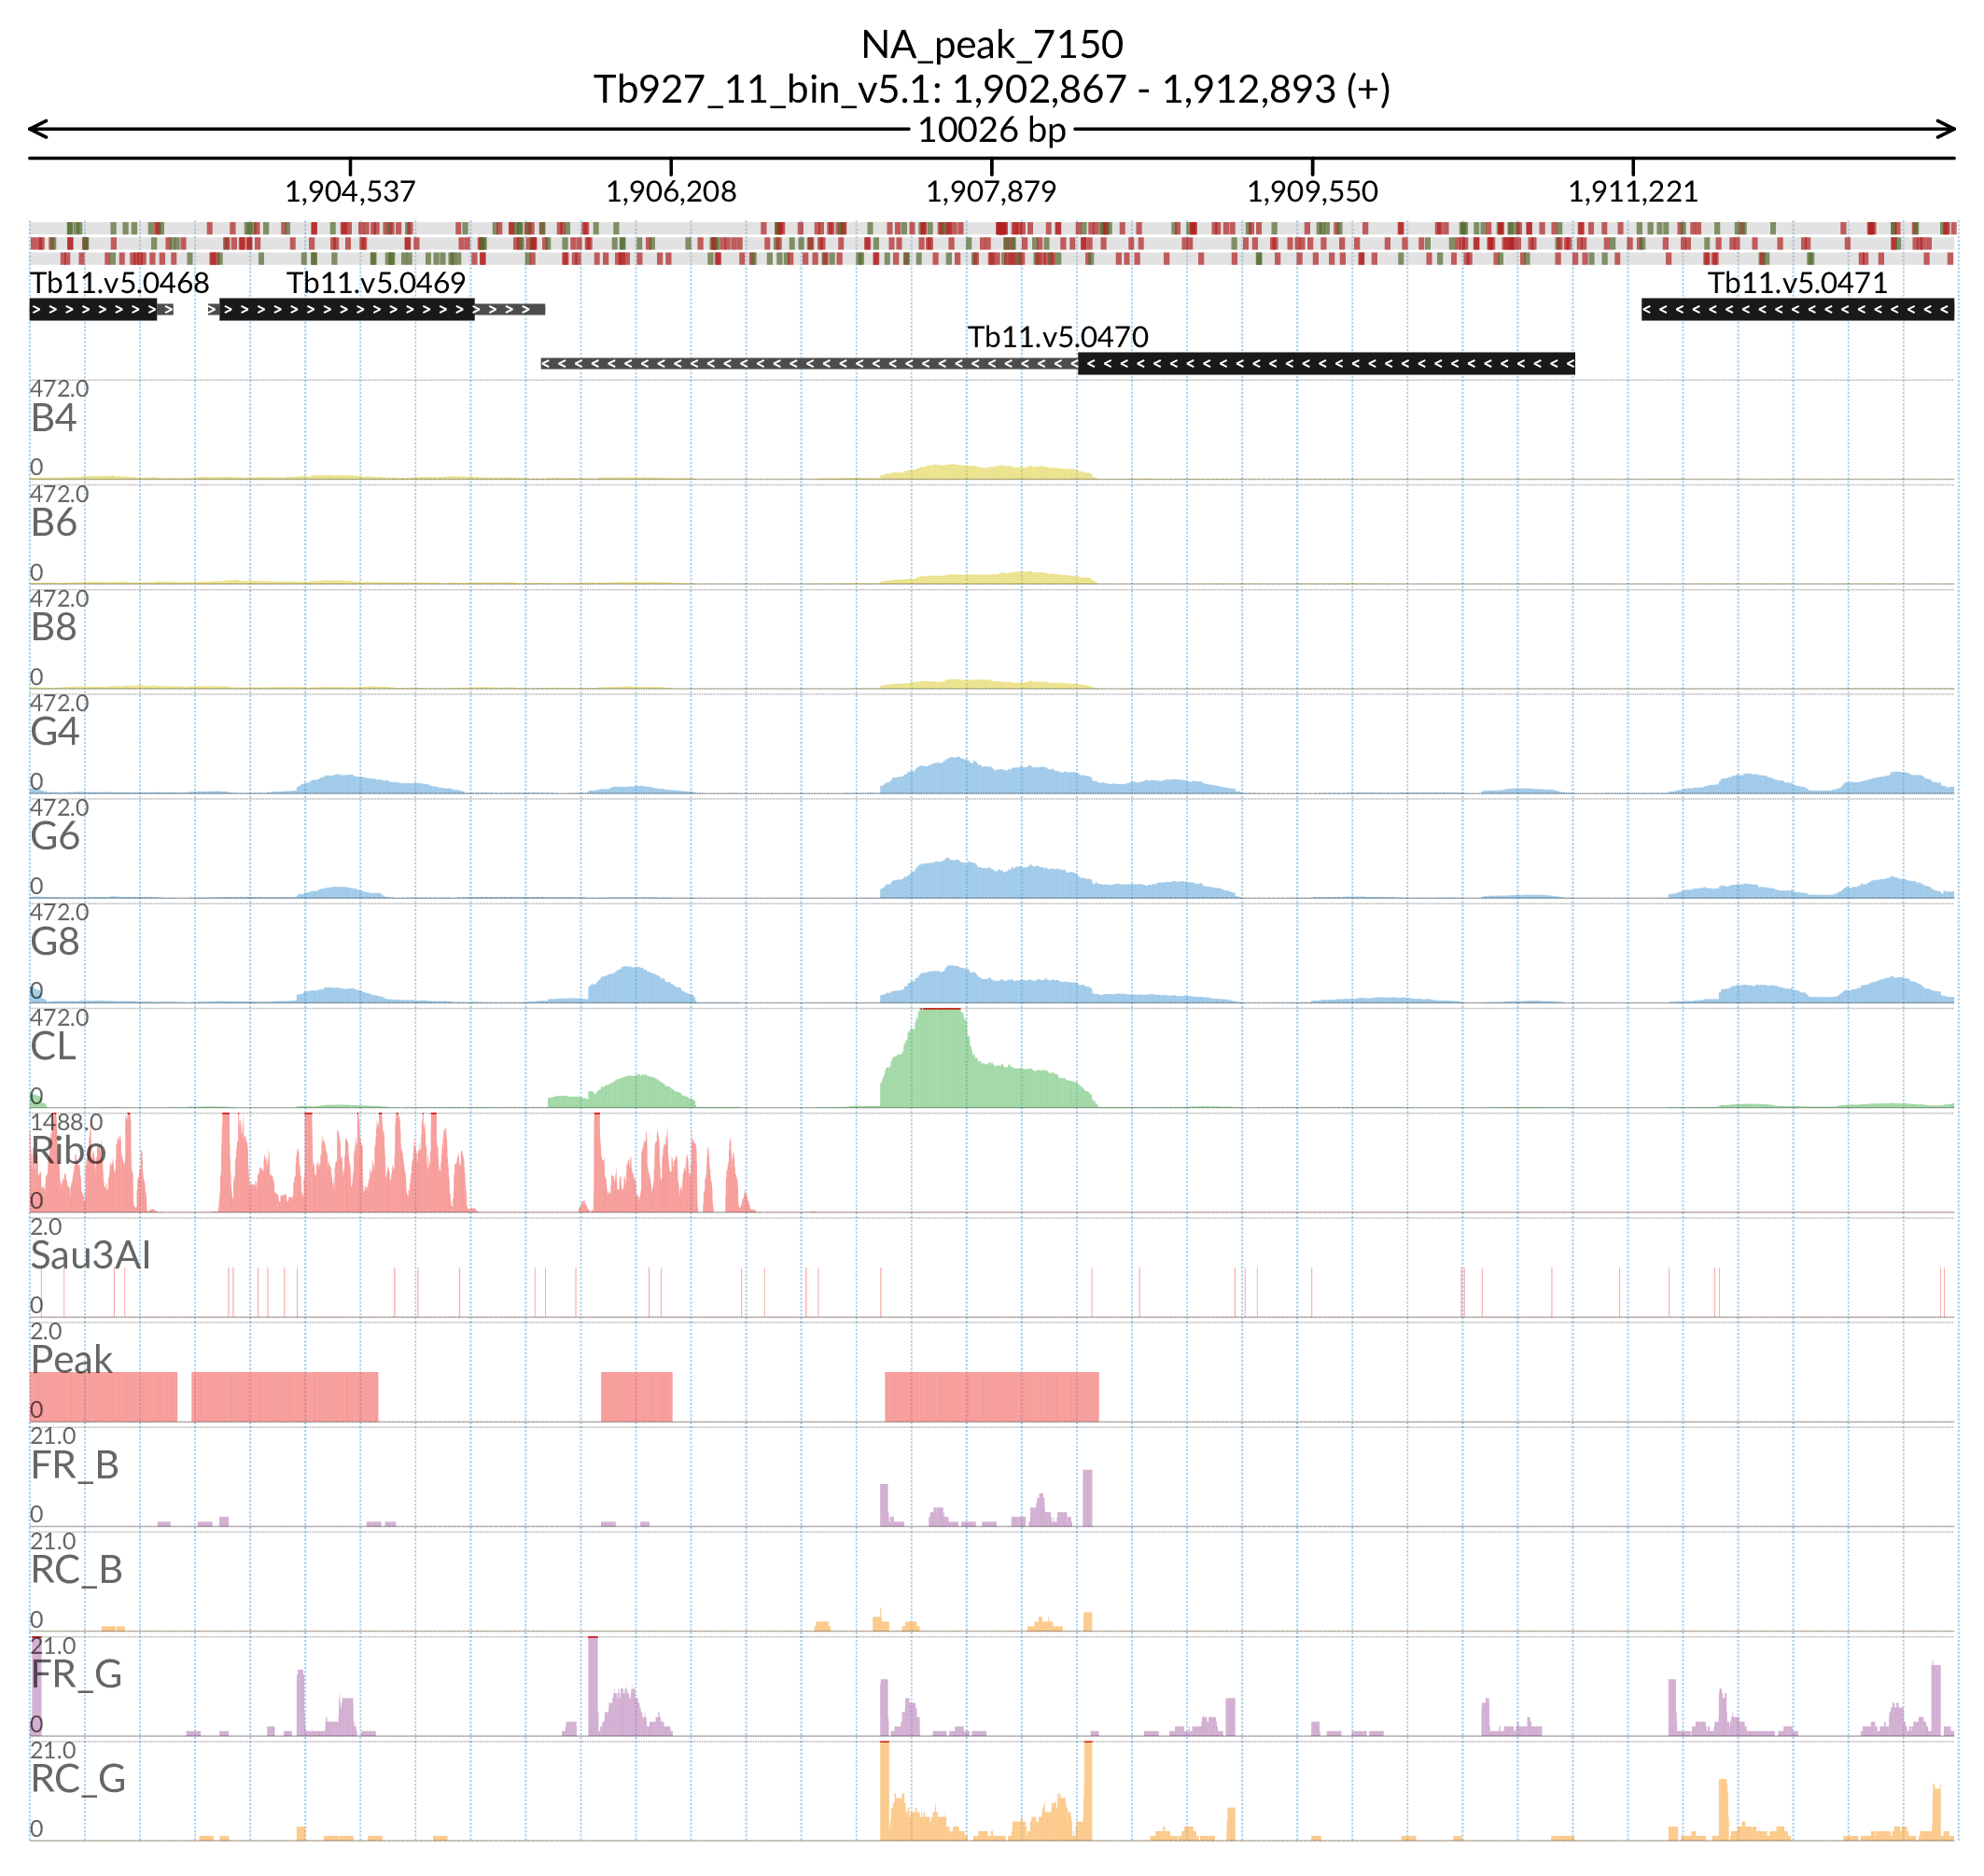 NA_peak_7150
Tb927_11_bin_v5.1: 1,902,867 - 1,912,893 (+)
10026 bp
1,904,537 1,906,208 1,907,879 1,909,550 1,911,221
Tb11.v5.0468 Tb11.v5.0469 Tb11.v5.0471
Tb11.v5.0470
472.0
B4
0
472.0
B6
0
472.0
B8
0
472.0
G4
0
472.0
G6
0
472.0
G8
0
472.0
CL
0
1488.0
Ribo
0
2.0
Sau3AI
0
2.0
Peak
0
21.0
FR_B
0
21.0
RC_B
0
21.0
FR_G
0
21.0
RC_G
0